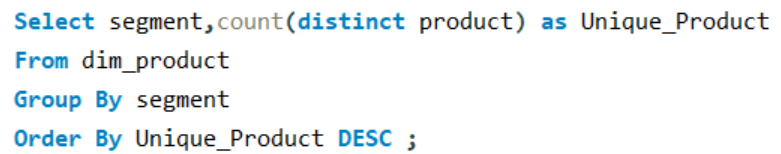 Select segment,count(distinct product) as Unique_Product
From dim_product
Group By segment
Order By Unique_Product DESC ;